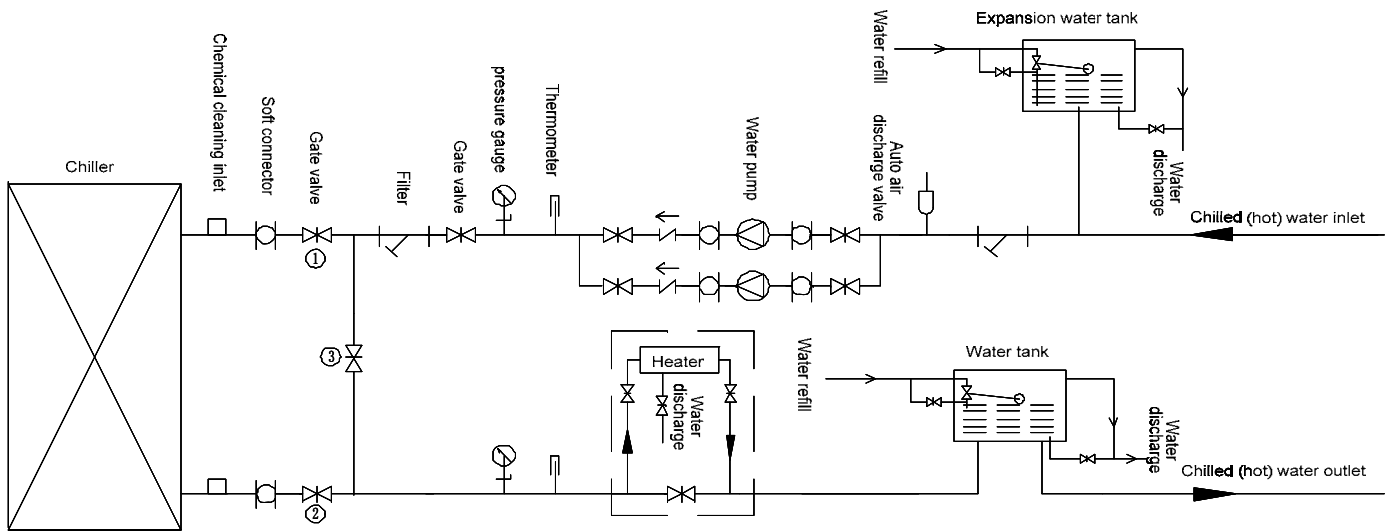 Chiller
Chemical cleaning inlet
Soft connector
Gate valve
Filter
Gate valve
pressure gauge
Thermometer
Water pump
Auto air
discharge valve
Water refill
Expansion water tank
Water
discharge
Chilled (hot) water inlet
①
③
②
Heater
Water
discharge
Water refill
Water tank
Water
discharge
Chilled (hot) water outlet